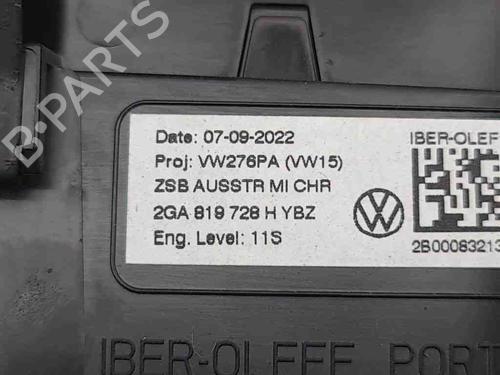 B-PARTS
Date: 07-09-2022
Proj: VW276PA (VW15)
ZSB AUSSTR MI CHR
2GA 819 728 H YBZ
Eng. Level: 11S
IBER-OLEFF
2B00083213
IBER-OLEFF PORT